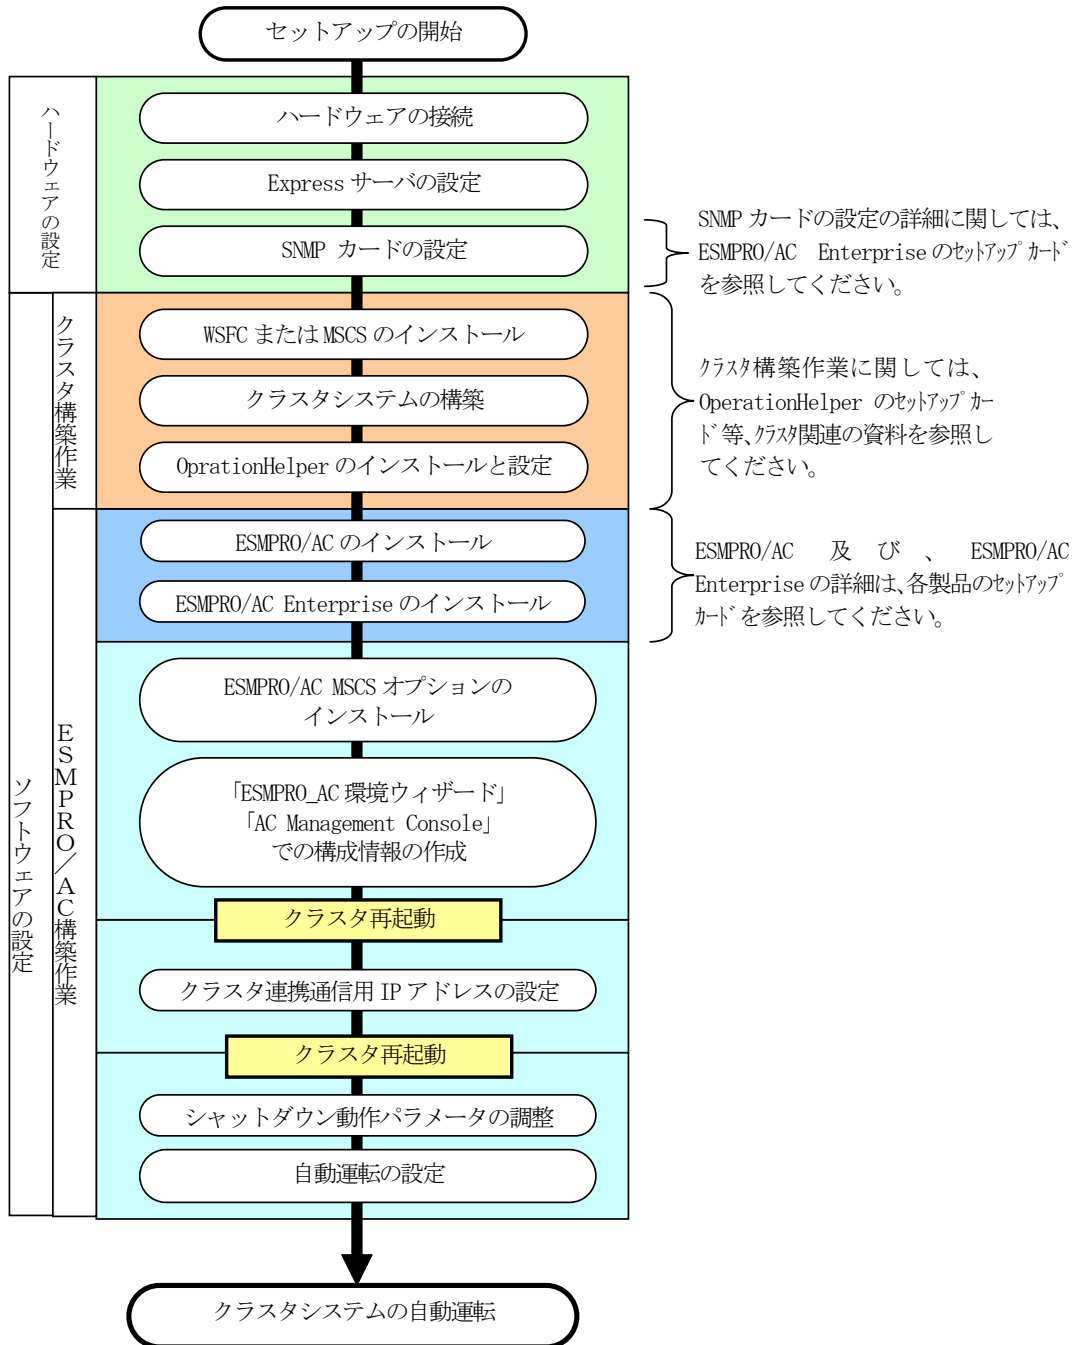 セットアップの開始
ハードウェアの設定
ハードウェアの接続
Express サーバの設定
SNMP カードの設定
SNMP カードの設定の詳細に関しては、
ESMPRO/AC Enterprise のｾｯﾄｱｯﾌﾟｶｰﾄﾞ
を参照してください。
ソフトウェアの設定
クラスタ構築作業
WSFC または MSCS のインストール
クラスタシステムの構築
OprationHelper のインストールと設定
ｸﾗｽﾀ構築作業に関しては、
OperationHelper のｾｯﾄｱｯﾌﾟｶｰ
ﾄﾞ等、ｸﾗｽﾀ関連の資料を参照し
てください。
ＥＳＭＰＲＯ／ＡＣ構築作業
ESMPRO/AC のインストール
ESMPRO/AC Enterprise のインストール
ESMPRO/AC 及び、ESMPRO/AC
Enterprise の詳細は、各製品のｾｯﾄｱｯﾌﾟ
ｶｰﾄﾞを参照してください。
ESMPRO/AC MSCS オプションの
インストール
「ESMPRO_AC 環境ウィザード」
「AC Management Console」
での構成情報の作成
クラスタ再起動
クラスタ連携通信用 IP アドレスの設定
クラスタ再起動
シャットダウン動作パラメータの調整
自動運転の設定
クラスタシステムの自動運転